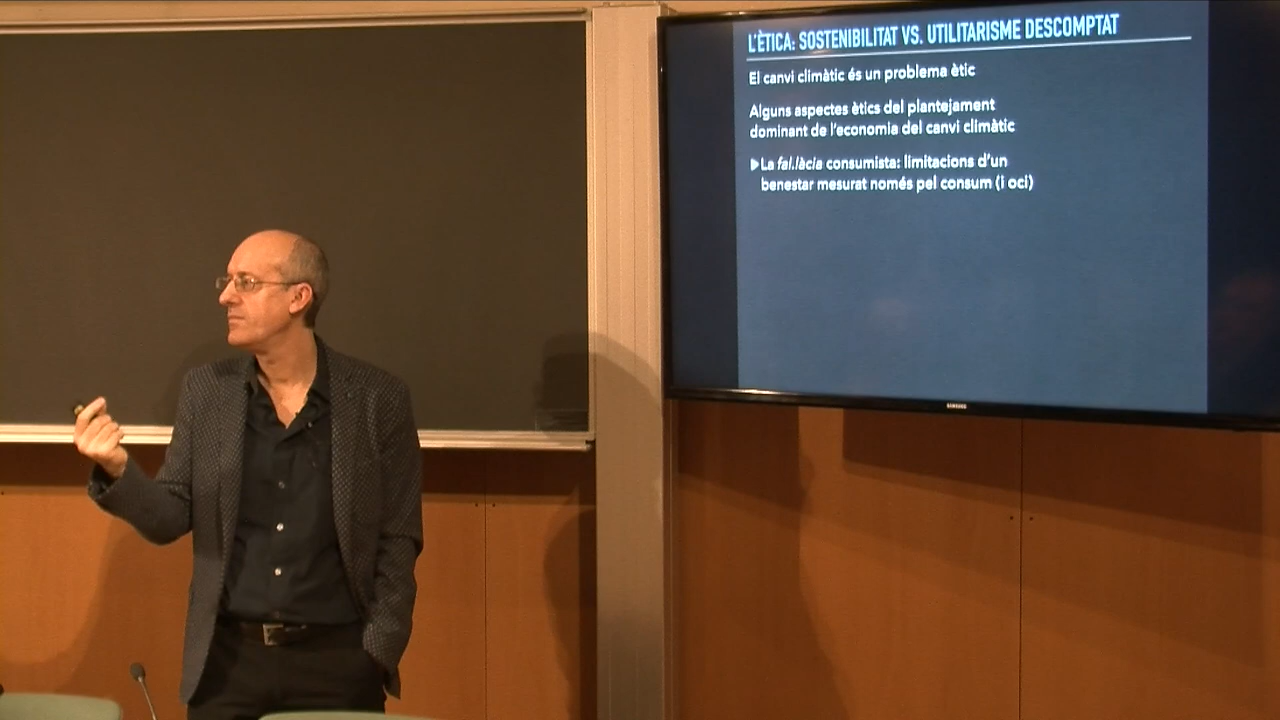 L'ÈTICA: SOSTENIBILITAT VS. UTILITARISME DESCOMPTAT
El canvi climàtic és un problema ètic
Alguns aspectes ètics del plantejament
dominant de l'economia del canvi climàtic
▶La fal.làcia consumista: limitacions d'un
benestar mesurat només pel consum (i oci)
SAMSUNG